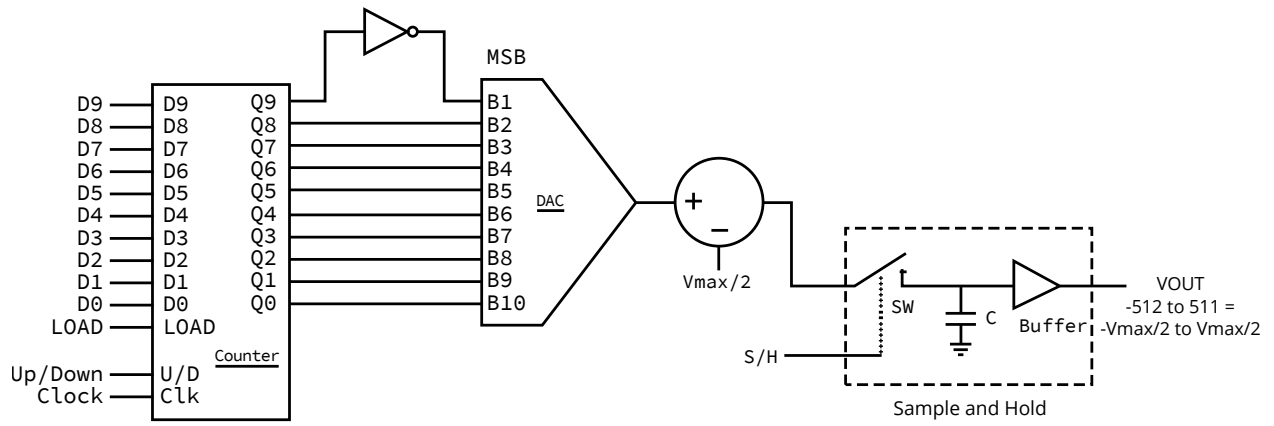 MSB
D9 D9 Q9 B1
D8 D8 Q8 B2
D7 D7 Q7 B3
D6 D6 Q6 B4
D5 D5 Q5 B5
D4 D4 Q4 B6
D3 D3 Q3 B7
D2 D2 Q2 B8
D1 D1 Q1 B9
D0 D0 Q0 B10
LOAD LOAD
Counter
Up/Down U/D
Clock Clk
DAC
+
−
Vmax/2
SW
C
Buffer
S/H
Sample and Hold
VOUT
-512 to 511 =
-Vmax/2 to Vmax/2